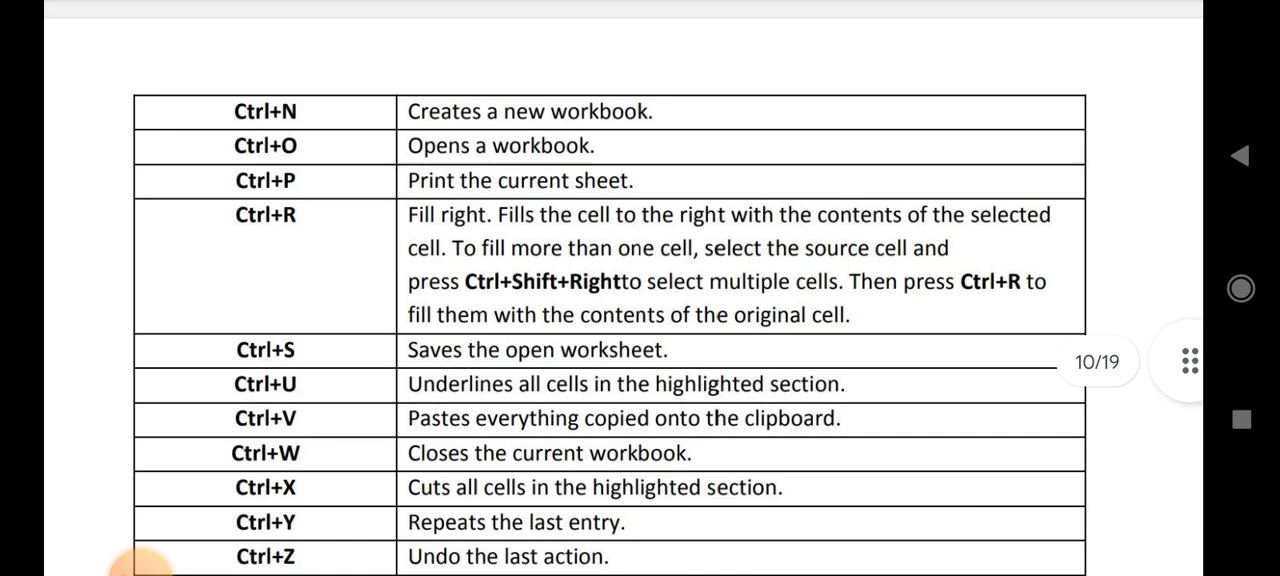 Ctrl+N Creates a new workbook.
Ctrl+O Opens a workbook.
Ctrl+P Print the current sheet.
Ctrl+R Fill right. Fills the cell to the right with the contents of the selected
cell. To fill more than one cell, select the source cell and
press Ctrl+Shift+Rightto select multiple cells. Then press Ctrl+R to
fill them with the contents of the original cell.
Ctrl+S Saves the open worksheet.
10/19
Ctrl+U Underlines all cells in the highlighted section.
Ctrl+V Pastes everything copied onto the clipboard.
Ctrl+W Closes the current workbook.
Ctrl+X Cuts all cells in the highlighted section.
Ctrl+Y Repeats the last entry.
Ctrl+Z Undo the last action.